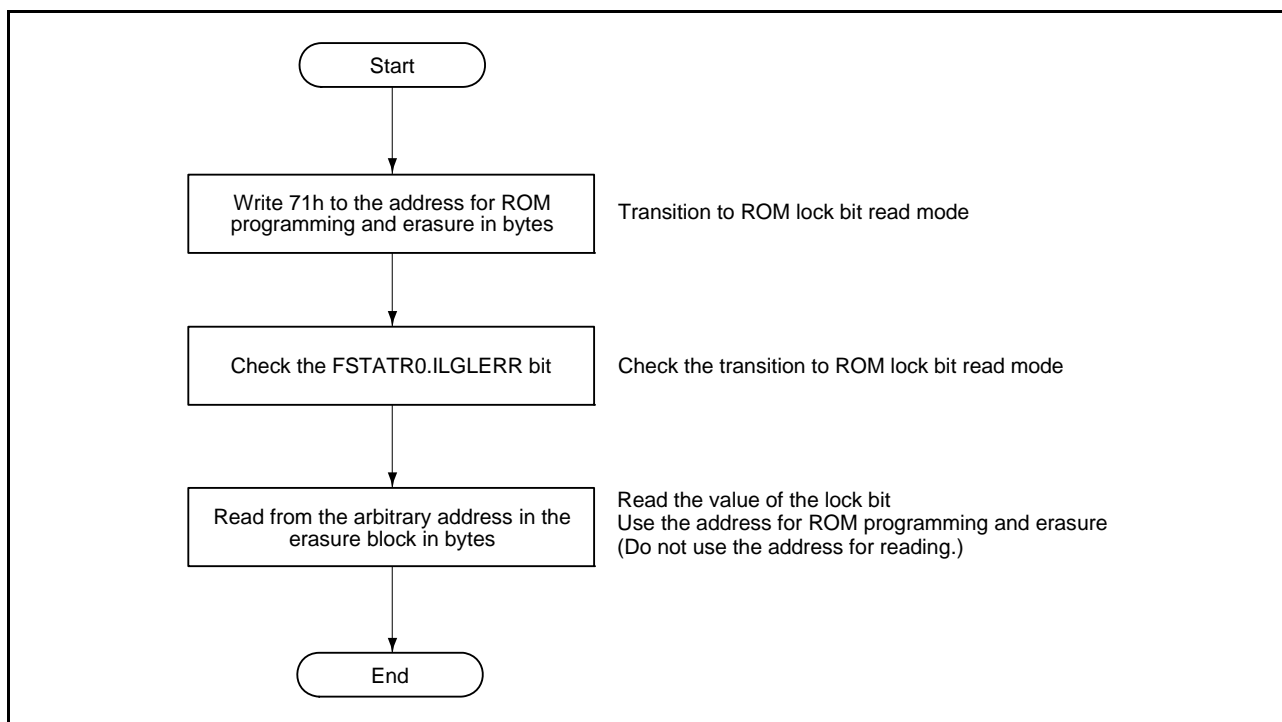 Start
Write 71h to the address for ROM
programming and erasure in bytes
Transition to ROM lock bit read mode
Check the FSTATR0.ILGLERR bit
Check the transition to ROM lock bit read mode
Read from the arbitrary address in the
erasure block in bytes
Read the value of the lock bit
Use the address for ROM programming and erasure
(Do not use the address for reading.)
End